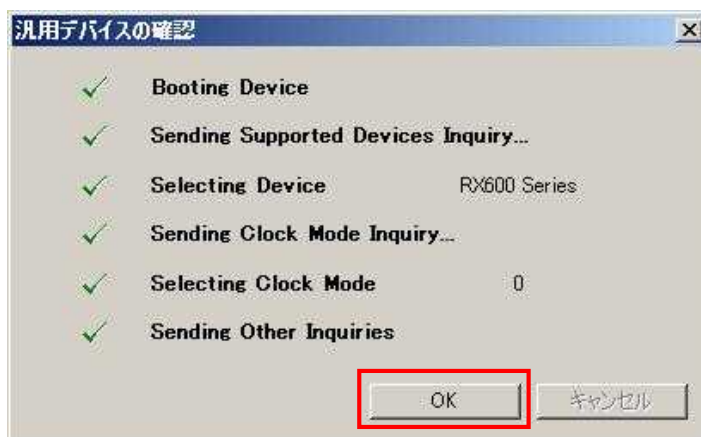 汎用デバイスの確認
Booting Device
Sending Supported Devices Inquiry...
Selecting Device RX600 Series
Sending Clock Mode Inquiry...
Selecting Clock Mode 0
Sending Other Inquiries
OK キャンセル